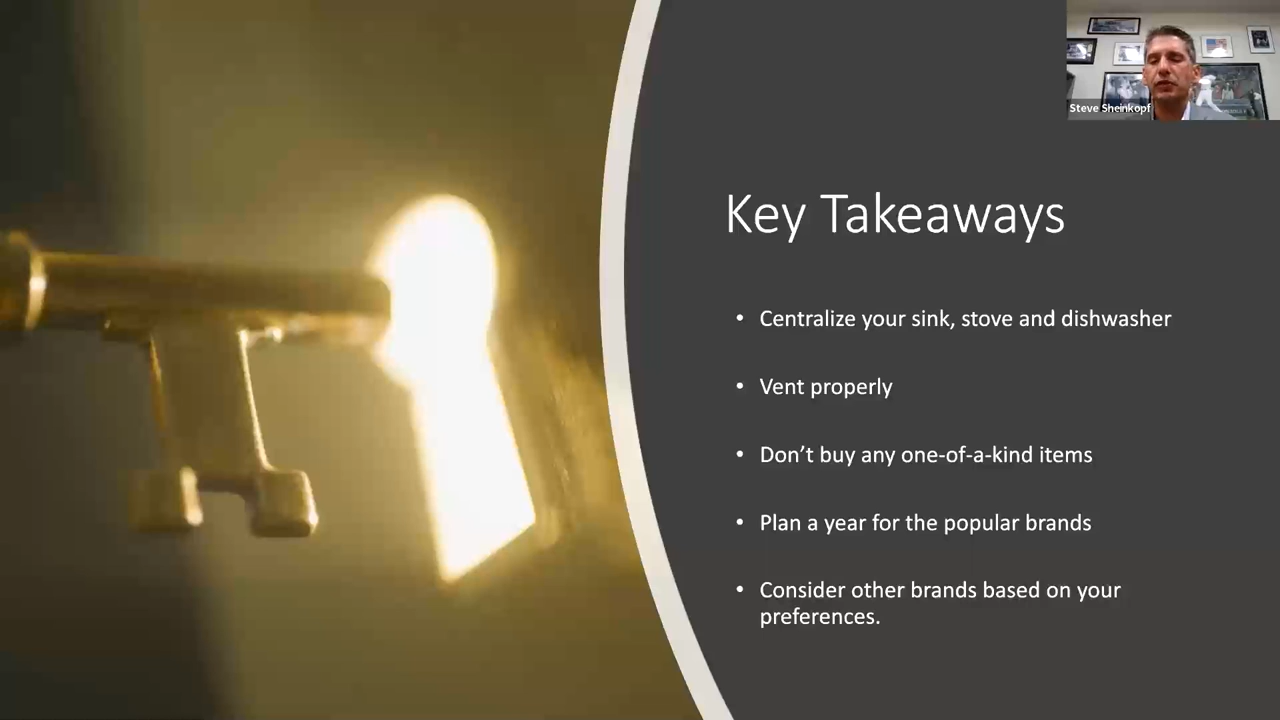 Steve Sheinkopf
Key Takeaways
• Centralize your sink, stove and dishwasher
• Vent properly
• Don’t buy any one-of-a-kind items
• Plan a year for the popular brands
• Consider other brands based on your
preferences.